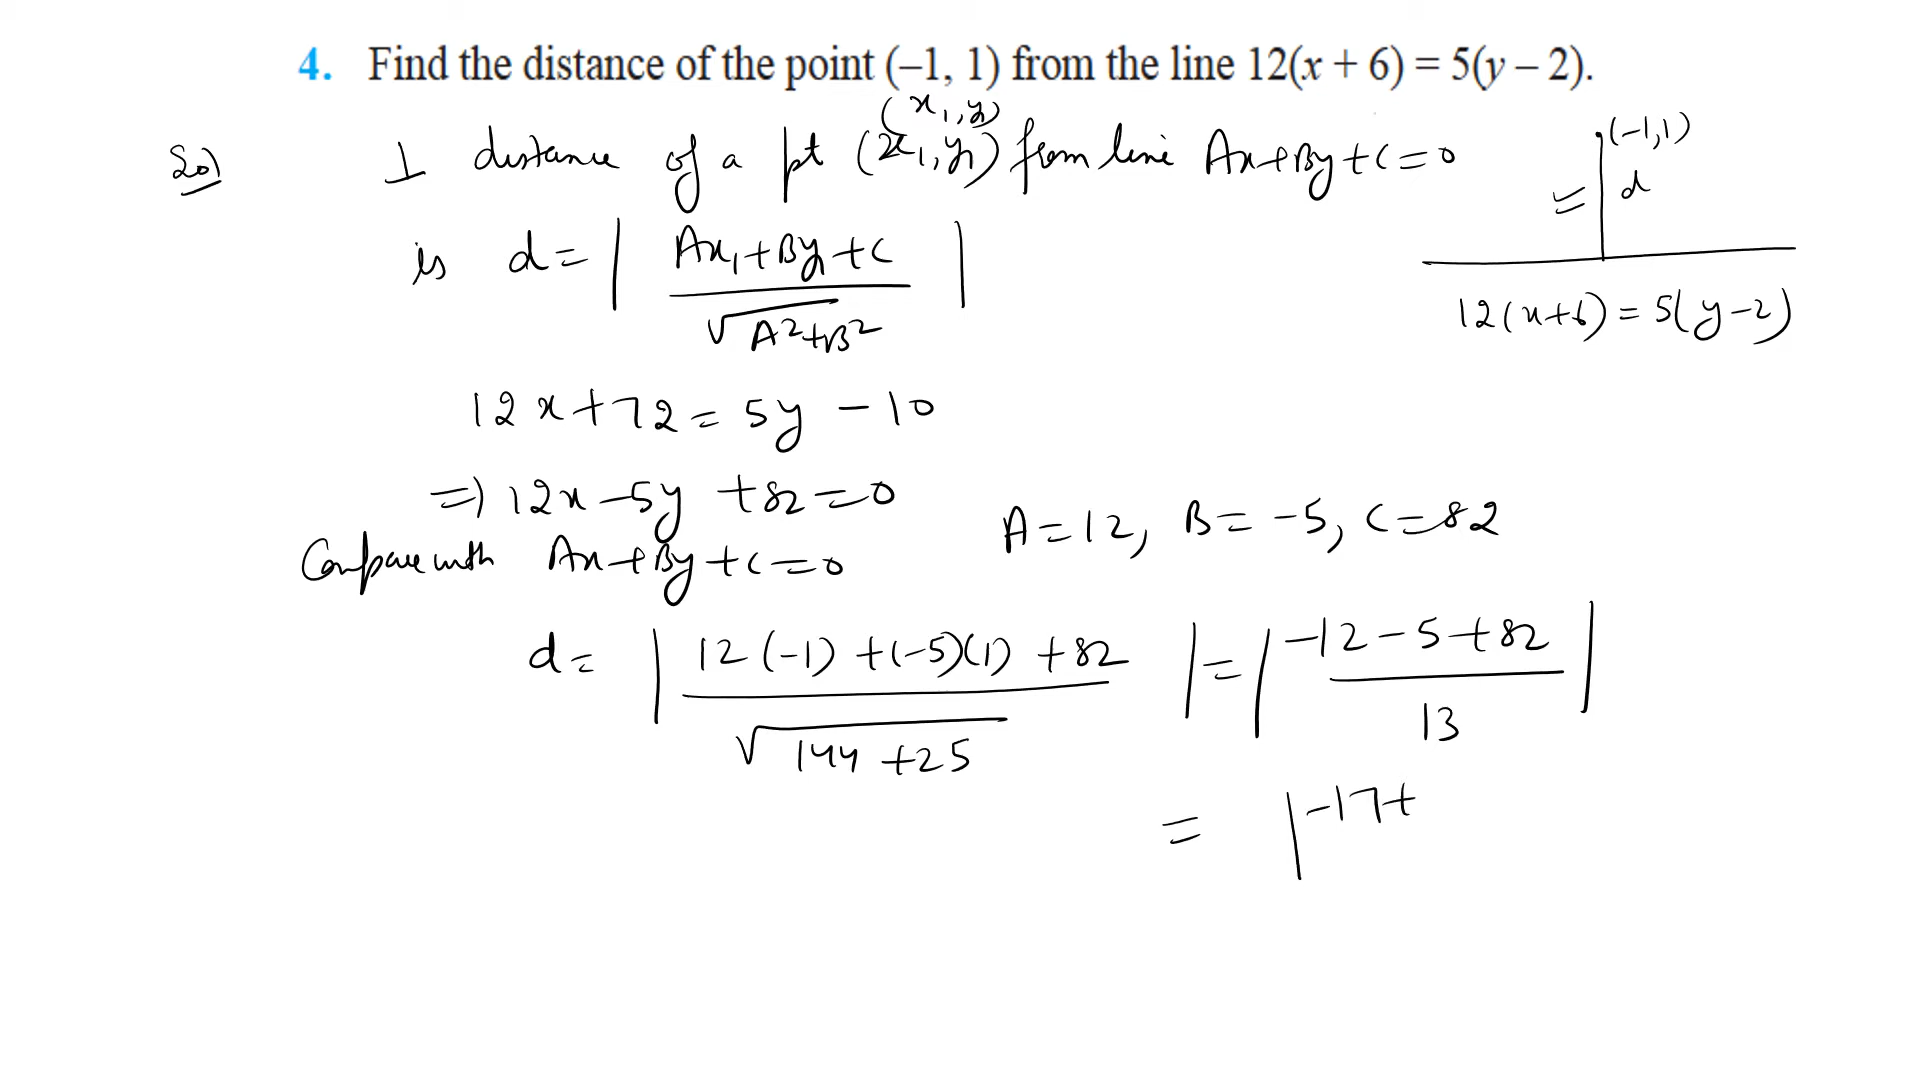 4. Find the distance of the point (–1, 1) from the line 12(x + 6) = 5(y – 2).
(x₁, y₁)
Sol ⊥ distance of a pt (x₁, y₁) from line Ax+By+C=0
is d = | Ax₁+By₁+C / √A²+B² |
(-1,1)
= d
12(x+6) = 5(y-2)
12x+72 = 5y - 10
=) 12x-5y +82=0
Compare with Ax+By+C=0 A=12, B= -5, C=82
d= | 12(-1) +(-5)(1) +82 / √144 +25 | = | -12-5+82 / 13 |
= | -17+